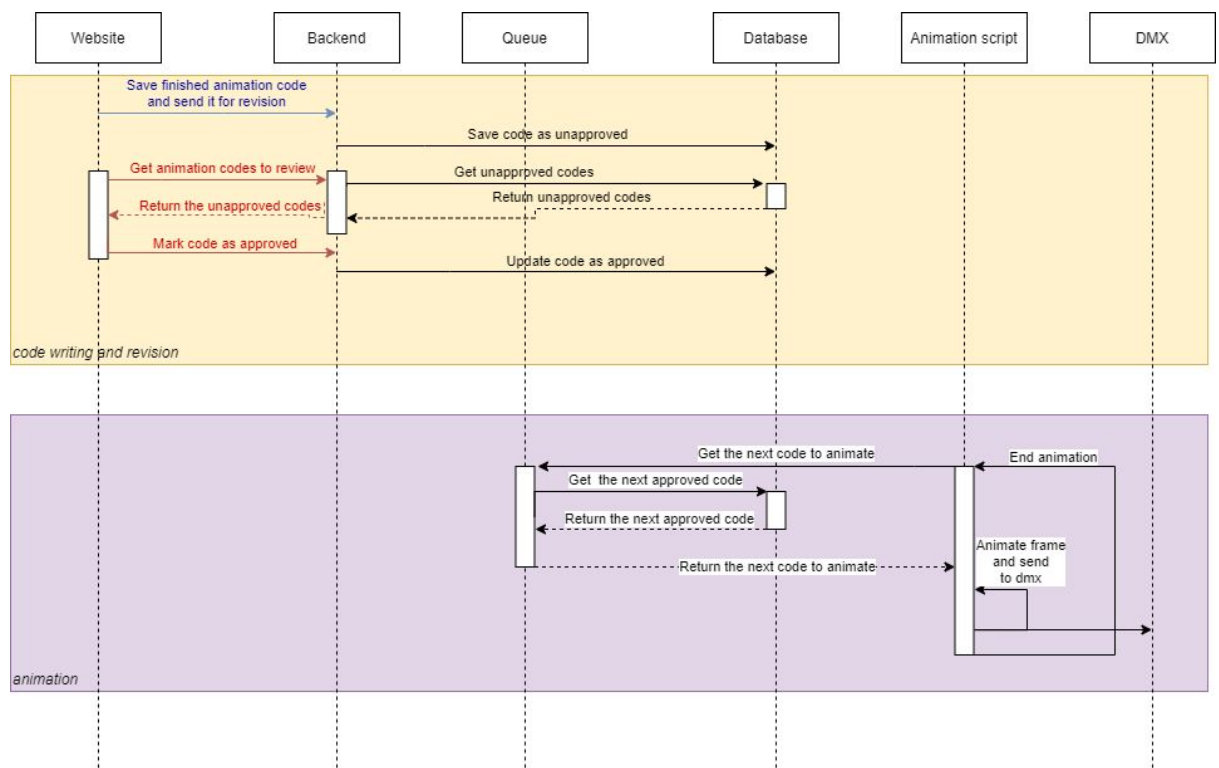 Website
Backend
Queue
Database
Animation script
DMX
Save finished animation code
and send it for revision
Save code as unapproved
Get animation codes to review
Get unapproved codes
Return unapproved codes
Return the unapproved codes
Mark code as approved
Update code as approved
code writing and revision
Get the next code to animate
End animation
Get the next approved code
Return the next approved code
Animate frame
and send
to dmx
Return the next code to animate
animation